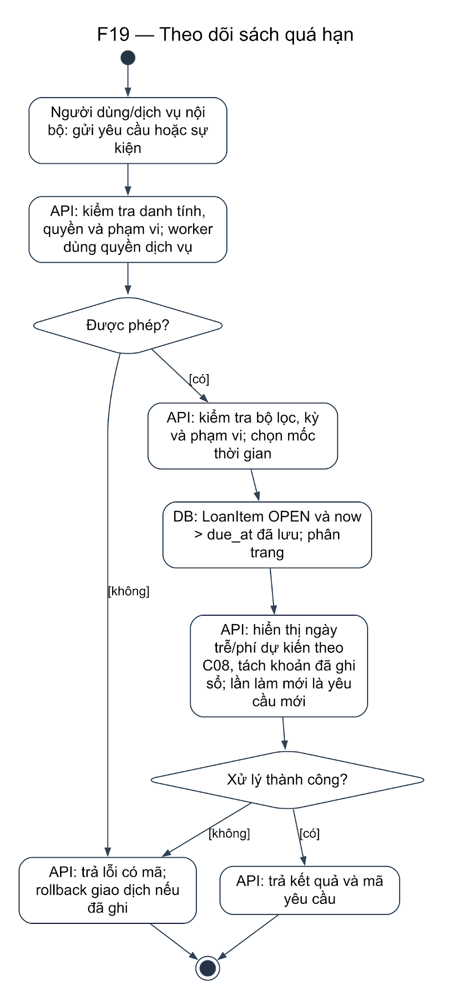 F19 — Theo dõi sách quá hạn
Người dùng/dịch vụ nội
bộ: gửi yêu cầu hoặc sự
kiện
API: kiểm tra danh tính,
quyền và phạm vi; worker
dùng quyền dịch vụ
Được phép?
[có]
API: kiểm tra bộ lọc, kỳ
và phạm vi; chọn mốc
thời gian
DB: LoanItem OPEN và now
> due_at đã lưu; phân
trang
[không]
API: hiển thị ngày
trễ/phí dự kiến theo
C08, tách khoản đã ghi
sổ; lần làm mới là yêu
cầu mới
Xử lý thành công?
[không]
[có]
API: trả lỗi có mã;
rollback giao dịch nếu
đã ghi
API: trả kết quả và mã
yêu cầu